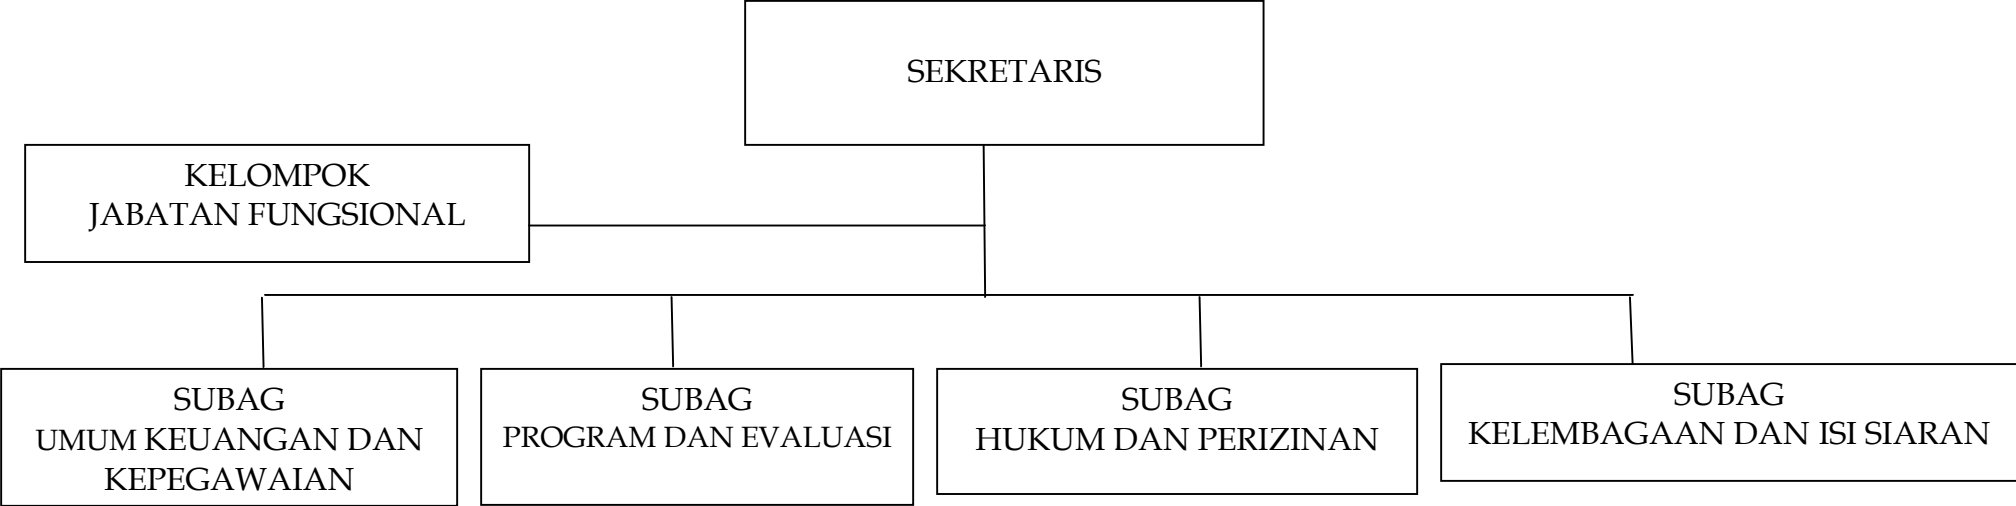 SEKRETARIS
KELOMPOK
JABATAN FUNGSIONAL
SUBAG
UMUM KEUANGAN DAN
KEPEGAWAIAN
SUBAG
PROGRAM DAN EVALUASI
SUBAG
HUKUM DAN PERIZINAN
SUBAG
KELEMBAGAAN DAN ISI SIARAN